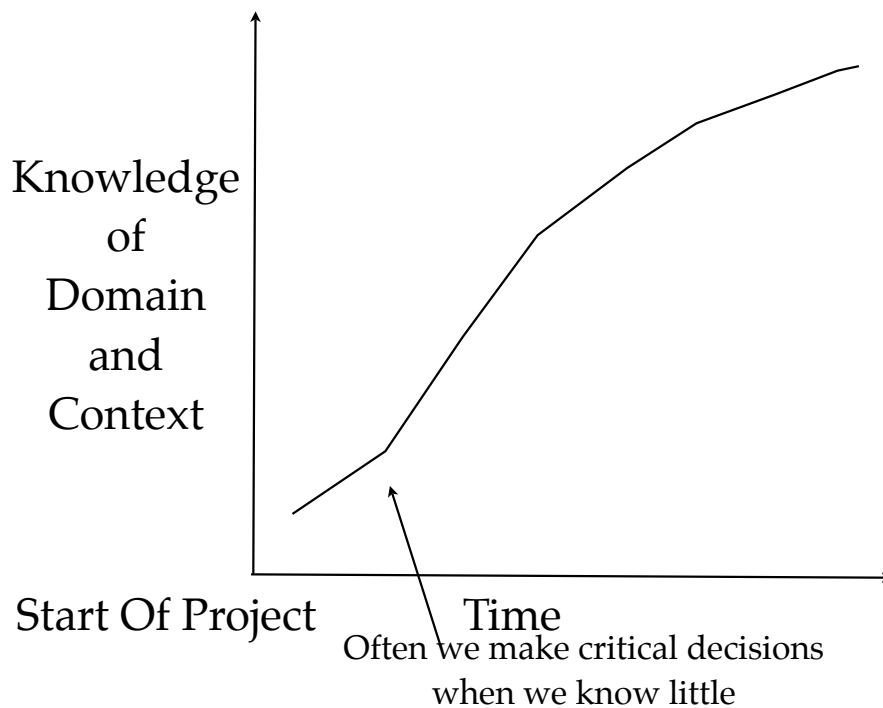 Knowledge
of
Domain
and
Context
Start Of Project
Time
Often we make critical decisions
when we know little